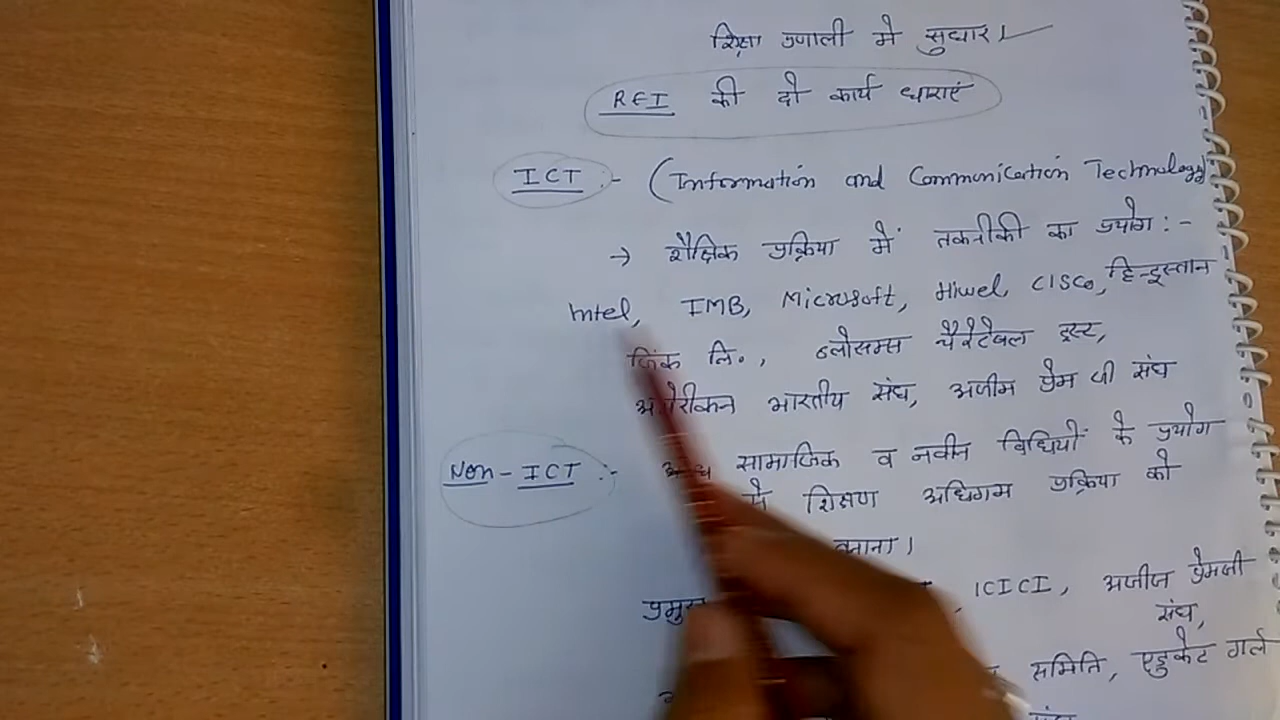 शिक्षा प्रणाली मे सुधार।
REI की दो कार्य धाराएं
ICT :- (Information and Communication Technology)
→ शैक्षिक प्रक्रिया में तकनीकी का प्रयोग :-
Intel, IMB, Microsoft, Hiwel, CISCO, हिन्दुस्तान
जिंक लि०, ब्लोसम्स चैरेटेबल ट्रस्ट,
अमेरीकन भारतीय संघ, अजीम प्रेम जी संघ
Non-ICT :- सामाजिक व नवीन विधियों के प्रयोग
से शिक्षण अधिगम प्रक्रिया को
बनाना।
ICICI, अजीज प्रेमजी
संघ,
समिति, एडुकेट गर्ल